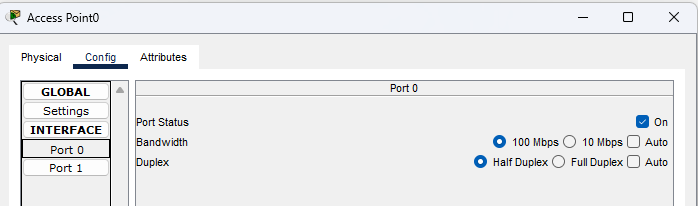 Access Point0
Physical Config Attributes
GLOBAL
Settings
INTERFACE
Port 0
Port 1
Port 0
Port Status On
Bandwidth 100 Mbps 10 Mbps Auto
Duplex Half Duplex Full Duplex Auto